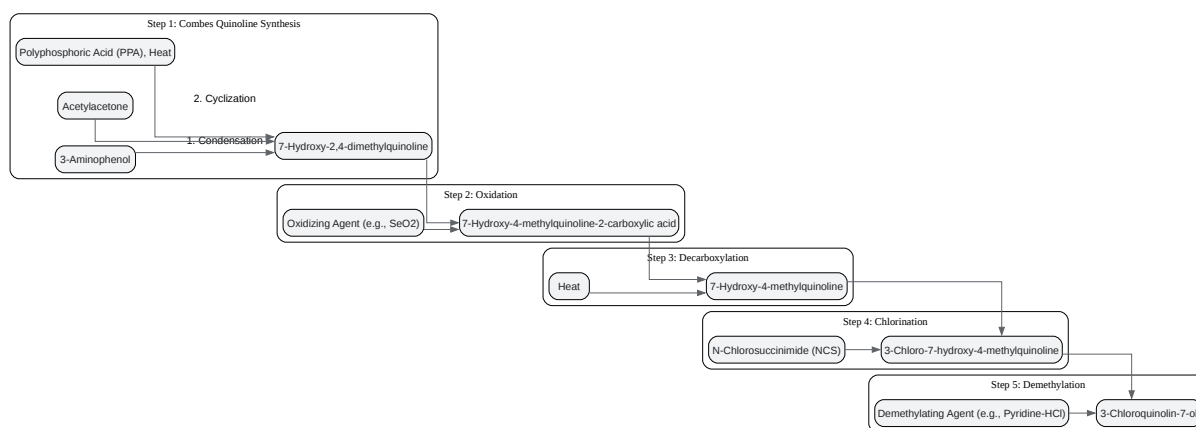 Step 1: Combes Quinoline Synthesis
Polyphosphoric Acid (PPA), Heat
2. Cyclization
Acetylacetone
1. Condensation
7-Hydroxy-2,4-dimethylquinoline
3-Aminophenol
Step 2: Oxidation
Oxidizing Agent (e.g., SeO2)
7-Hydroxy-4-methylquinoline-2-carboxylic acid
Step 3: Decarboxylation
Heat
7-Hydroxy-4-methylquinoline
Step 4: Chlorination
N-Chlorosuccinimide (NCS)
3-Chloro-7-hydroxy-4-methylquinoline
Step 5: Demethylation
Demethylating Agent (e.g., Pyridine-HCl)
3-Chloroquinolin-7-ol